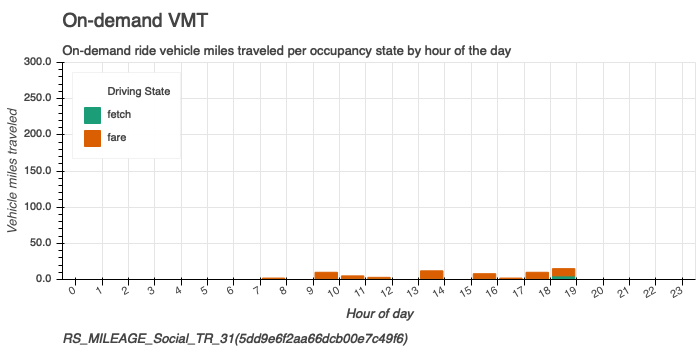 On-demand VMT
On-demand ride vehicle miles traveled per occupancy state by hour of the day
Vehicle miles traveled
300.0
250.0
200.0
150.0
100.0
50.0
0.0
Driving State
fetch
fare
0 1 2 3 4 5 6 7 8 9 10 11 12 13 14 15 16 17 18 19 20 21 22 23
Hour of day
RS_MILEAGE_Social_TR_31(5dd9e6f2aa66dcb00e7c49f6)